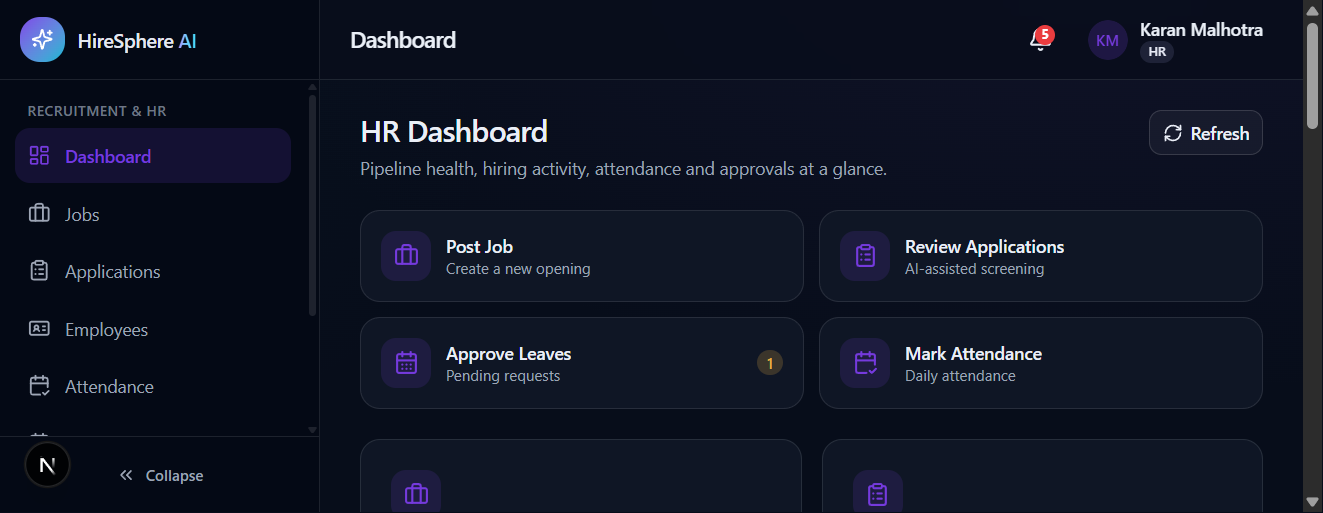 HireSphere AI
Dashboard
5
KM
Karan Malhotra
HR
RECRUITMENT & HR
Dashboard
Jobs
Applications
Employees
Attendance
N
Collapse
HR Dashboard
Pipeline health, hiring activity, attendance and approvals at a glance.
Refresh
Post Job
Create a new opening
Review Applications
AI-assisted screening
Approve Leaves
Pending requests
1
Mark Attendance
Daily attendance